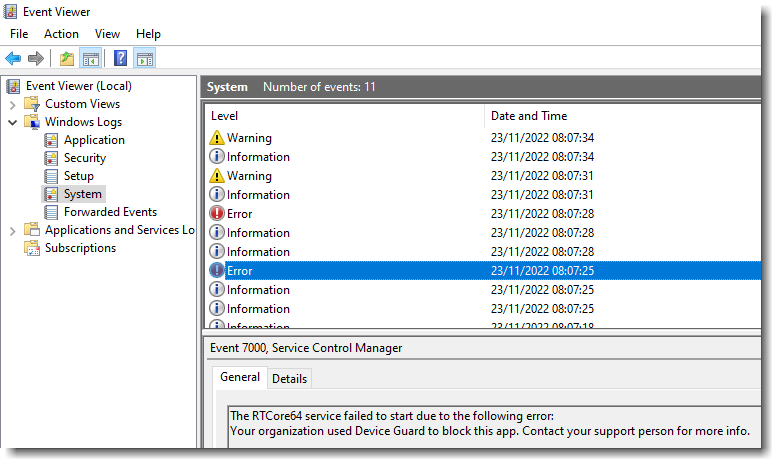 Event Viewer
File Action View Help
Event Viewer (Local)
Custom Views
Windows Logs
Application
Security
Setup
System
Forwarded Events
Applications and Services Lo
Subscriptions
System Number of events: 11
Level Date and Time
Warning 23/11/2022 08:07:34
Information 23/11/2022 08:07:34
Warning 23/11/2022 08:07:31
Information 23/11/2022 08:07:31
Error 23/11/2022 08:07:28
Information 23/11/2022 08:07:28
Information 23/11/2022 08:07:28
Error 23/11/2022 08:07:25
Information 23/11/2022 08:07:25
Information 23/11/2022 08:07:18
Event 7000, Service Control Manager
General Details
The RTCore64 service failed to start due to the following error:
Your organization used Device Guard to block this app. Contact your support person for more info.